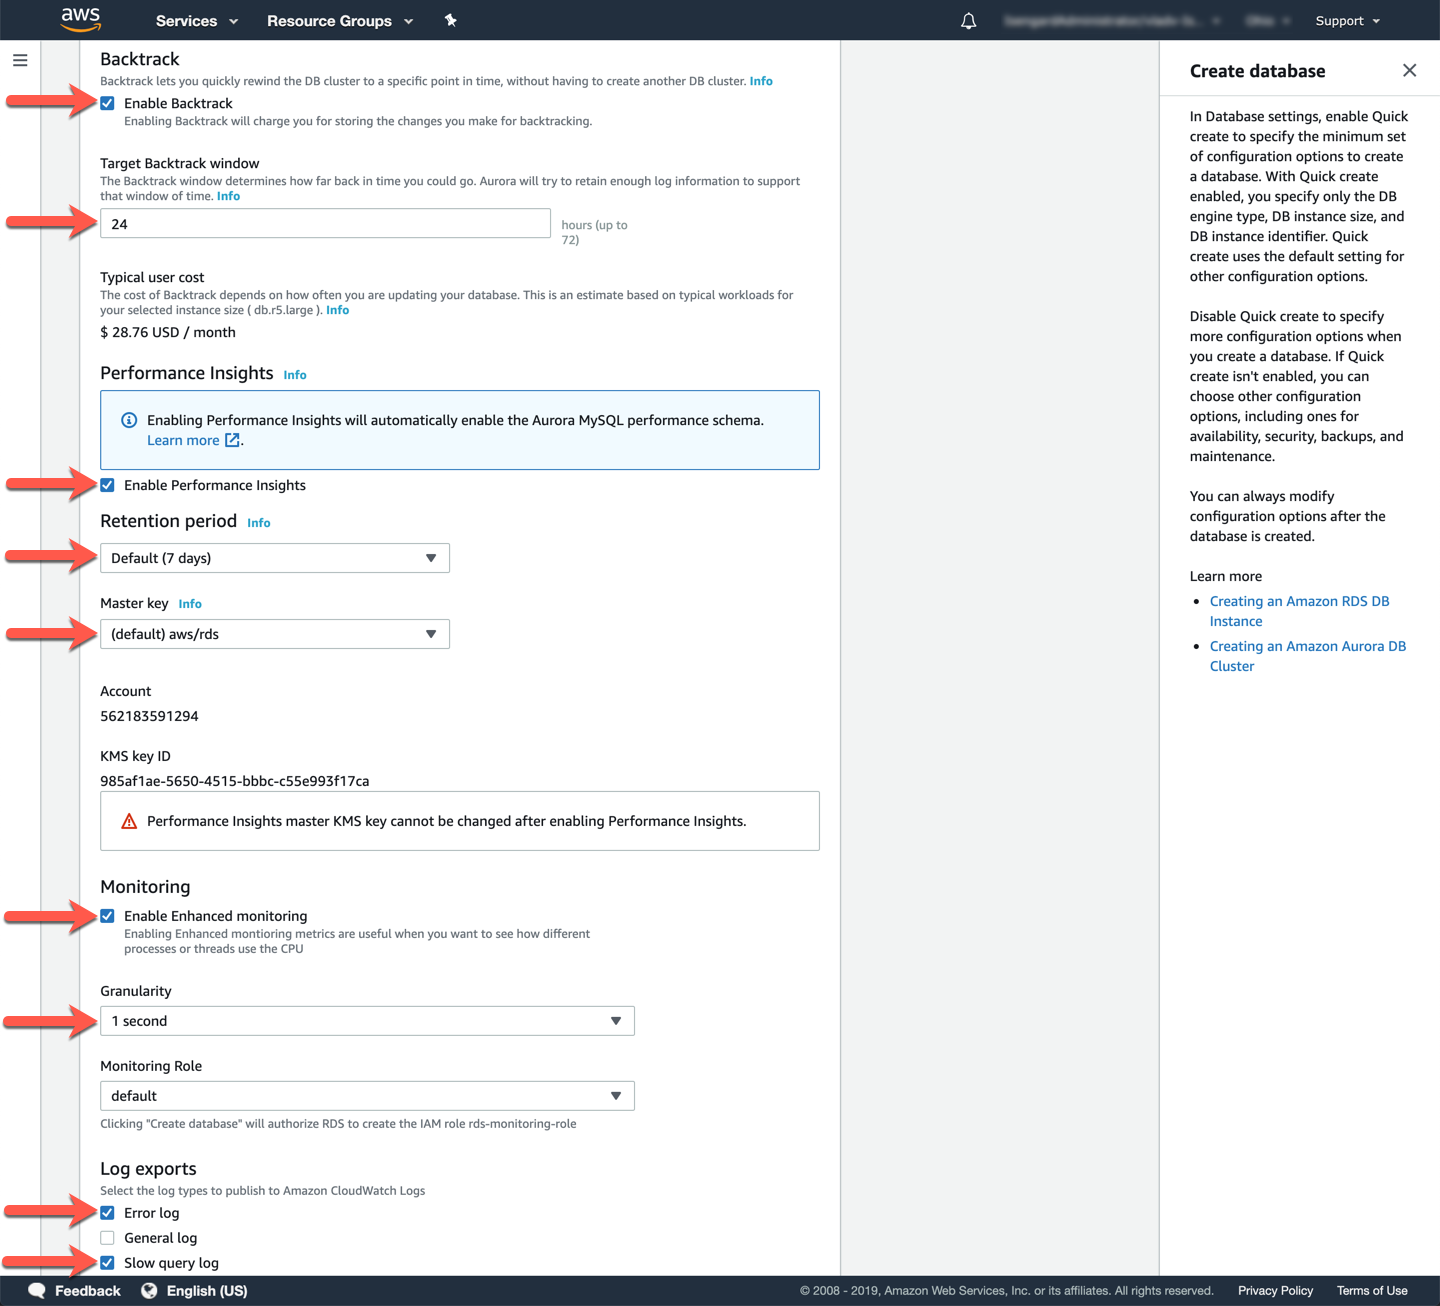 aws Services Resource Groups Support
Backtrack
Backtrack lets you quickly rewind the DB cluster to a specific point in time, without having to create another DB cluster. Info
Enable Backtrack
Enabling Backtrack will charge you for storing the changes you make for backtracking.
Target Backtrack window
The Backtrack window determines how far back in time you could go. Aurora will try to retain enough log information to support
that window of time. Info
24 hours (up to
72)
Typical user cost
The cost of Backtrack depends on how often you are updating your database. This is an estimate based on typical workloads for
your selected instance size ( db.r5.large ). Info
$ 28.76 USD / month
Performance Insights Info
Enabling Performance Insights will automatically enable the Aurora MySQL performance schema.
Learn more .
Enable Performance Insights
Retention period Info
Default (7 days)
Master key Info
(default) aws/rds
Account
562183591294
KMS key ID
985af1ae-5650-4515-bbbc-c55e993f17ca
Performance Insights master KMS key cannot be changed after enabling Performance Insights.
Monitoring
Enable Enhanced monitoring
Enabling Enhanced montioring metrics are useful when you want to see how different
processes or threads use the CPU
Granularity
1 second
Monitoring Role
default
Clicking "Create database" will authorize RDS to create the IAM role rds-monitoring-role
Log exports
Select the log types to publish to Amazon CloudWatch Logs
Error log
General log
Slow query log
Create database
In Database settings, enable Quick
create to specify the minimum set
of configuration options to create
a database. With Quick create
enabled, you specify only the DB
engine type, DB instance size, and
DB instance identifier. Quick
create uses the default setting for
other configuration options.
Disable Quick create to specify
more configuration options when
you create a database. If Quick
create isn't enabled, you can
choose other configuration
options, including ones for
availability, security, backups, and
maintenance.
You can always modify
configuration options after the
database is created.
Learn more
• Creating an Amazon RDS DB
Instance
• Creating an Amazon Aurora DB
Cluster
Feedback English (US) © 2008 - 2019, Amazon Web Services, Inc. or its affiliates. All rights reserved. Privacy Policy Terms of Use